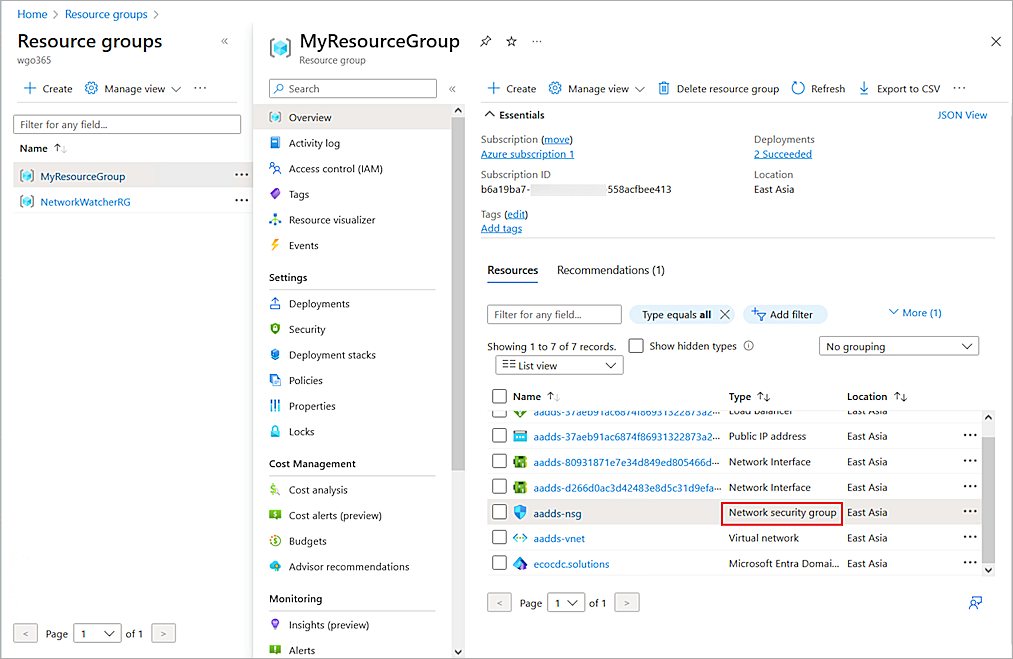 Home > Resource groups >
Resource groups «
wgo365
+ Create Manage view ...
Filter for any field...
Name ↑↓
MyResourceGroup ...
NetworkWatcherRG ...
< Page 1 of 1 >
MyResourceGroup ...
Resource group
Search «
Overview
Activity log
Access control (IAM)
Tags
Resource visualizer
Events
Settings
Deployments
Security
Deployment stacks
Policies
Properties
Locks
Cost Management
Cost analysis
Cost alerts (preview)
Budgets
Advisor recommendations
Monitoring
Insights (preview)
Alerts
+ Create Manage view Delete resource group Refresh Export to CSV ...
Essentials JSON View
Subscription (move)
Azure subscription 1
Subscription ID
b6a19ba7- 558acfbee413
Tags (edit)
Add tags
Deployments
2 Succeeded
Location
East Asia
Resources Recommendations (1)
Filter for any field... Type equals all Add filter More (1)
Showing 1 to 7 of 7 records. Show hidden types No grouping
List view
Name ↑↓ Type ↑↓ Location ↑↓
aadds-37aeb91ac6874f86931322873a2... Load balancer East Asia
aadds-37aeb91ac6874f86931322873a2... Public IP address East Asia ...
aadds-80931871e7e34d849ed805466d... Network Interface East Asia ...
aadds-d266d0ac3d42483e8d5c31d9efa... Network Interface East Asia ...
aadds-nsg Network security group East Asia ...
aadds-vnet Virtual network East Asia ...
ecocdc.solutions Microsoft Entra Domai... East Asia ...
< Page 1 of 1 >